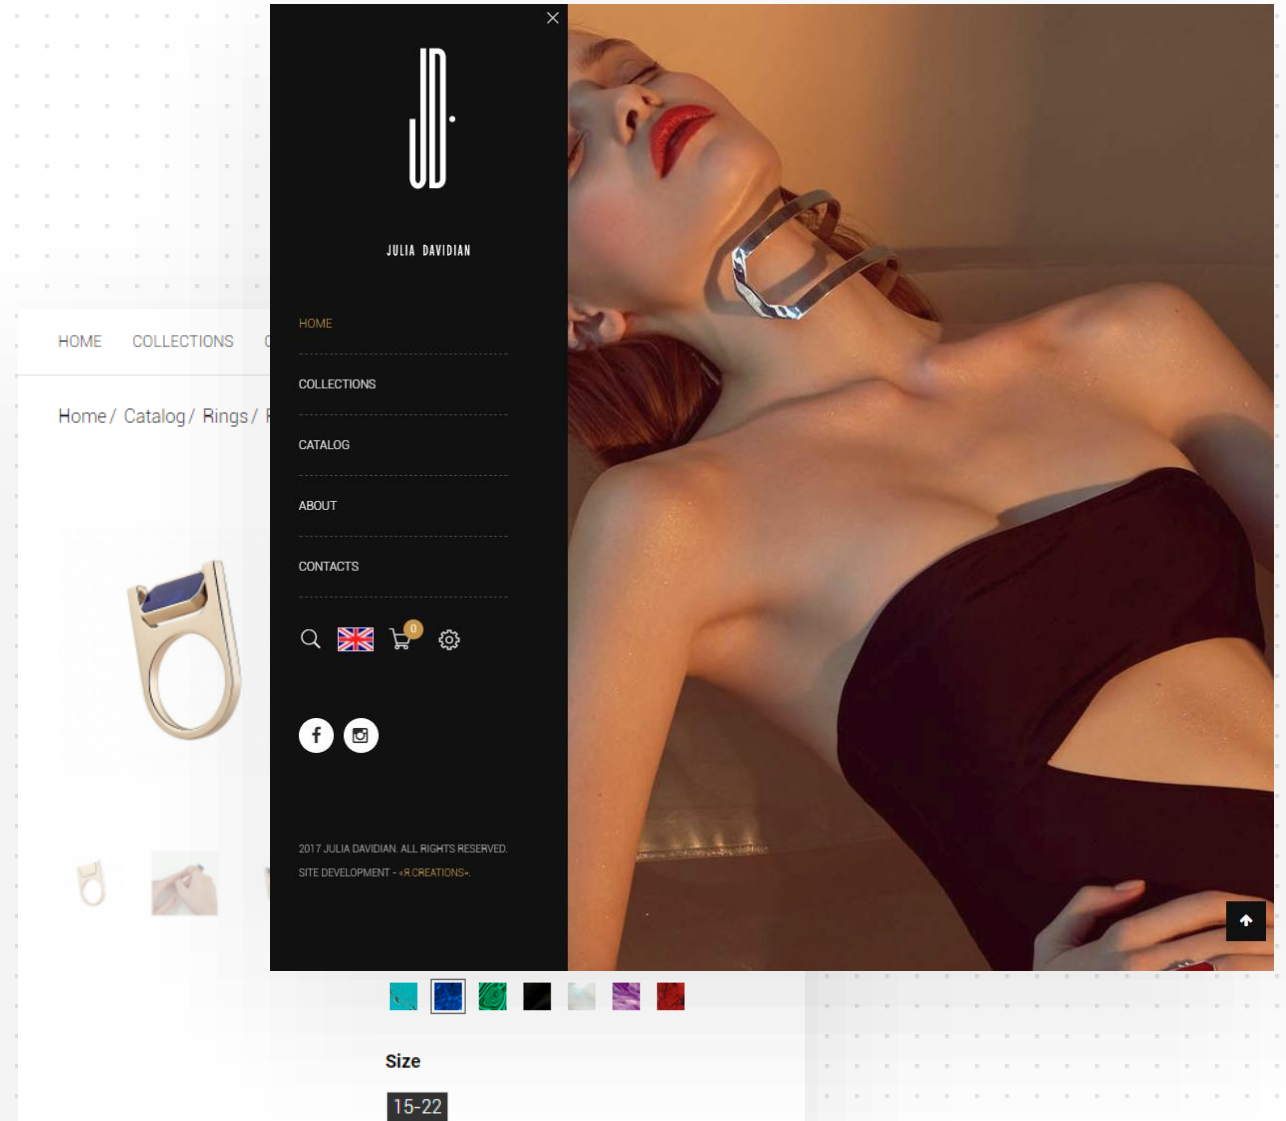 JD.
JULIA DAVIDIAN
HOME
COLLECTIONS
CATALOG
ABOUT
CONTACTS
0
2017 JULIA DAVIDIAN. ALL RIGHTS RESERVED.
SITE DEVELOPMENT - «Я.CREATIONS».
HOME COLLECTIONS
Home / Catalog / Rings /
Size
15-22